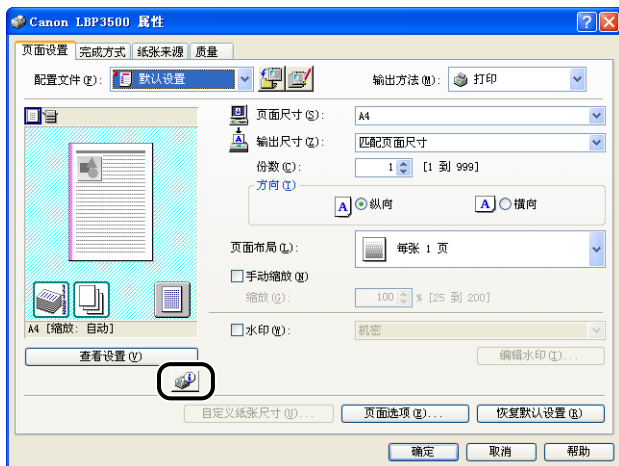 Canon LBP3500 属性
页面设置 完成方式 纸张来源 质量
配置文件(F): 默认设置 输出方法(M): 打印
页面尺寸(S): A4
输出尺寸(Z): 匹配页面尺寸
份数(C): 1 [1 到 999]
方向(T)
A 纵向 A 横向
页面布局(L): 每张 1 页
手动缩放(N)
缩放(G): 100 % [25 到 200]
A4 [缩放: 自动]
水印(W): 机密
查看设置(V) 编辑水印(I)...
自定义纸张尺寸(U)... 页面选项(E)... 恢复默认设置(R)
确定 取消 帮助